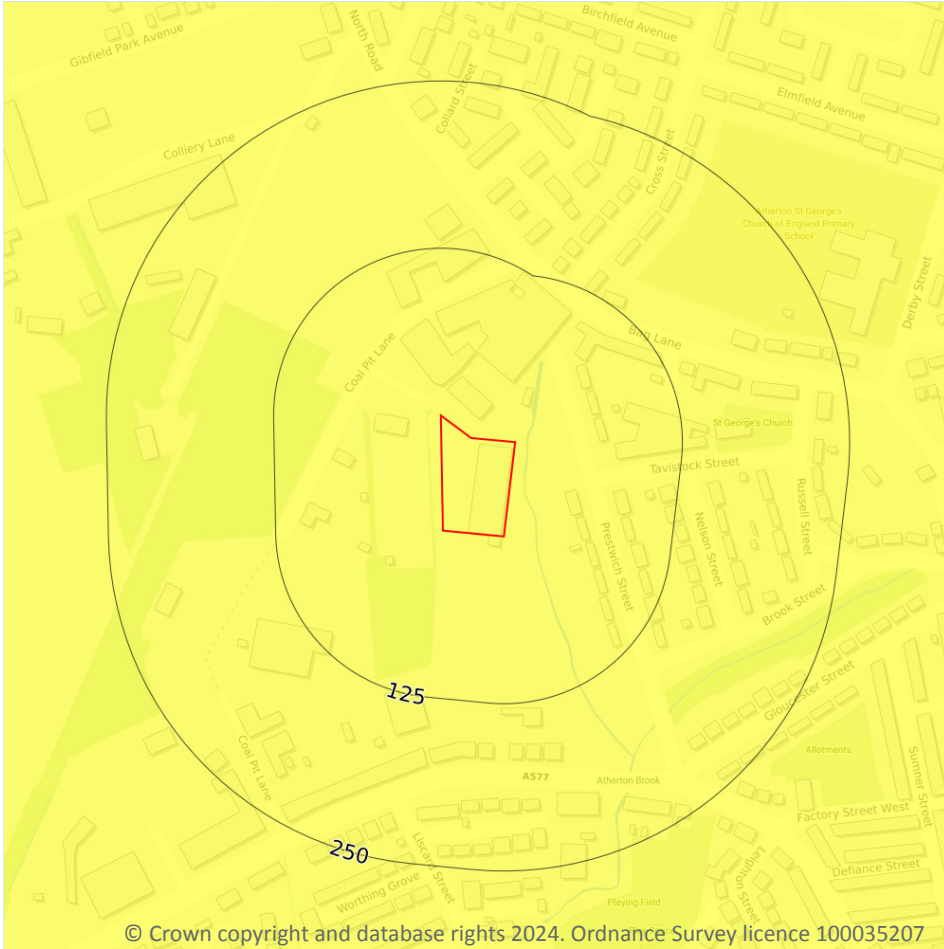 Birchfield Avenue
North Road
Gibfield Park Avenue
Collard Street
Elmfield Avenue
Colliery Lane
Cross Street
Atherton St George's
Church of England Primary
School
Derby Street
Bag Lane
Coal Pit Lane
St George's Church
Tavistock Street
Russell Street
Nelson Street
Prestwich Street
Brook Street
125
Gloucester Street
Coal Pit Lane
Allotments
A577
Atherton Brook
Sumner Street
Factory Street West
250
Liscard Street
Leighton Street
Defiance Street
Worthing Grove
Playing Field
© Crown copyright and database rights 2024. Ordnance Survey licence 100035207